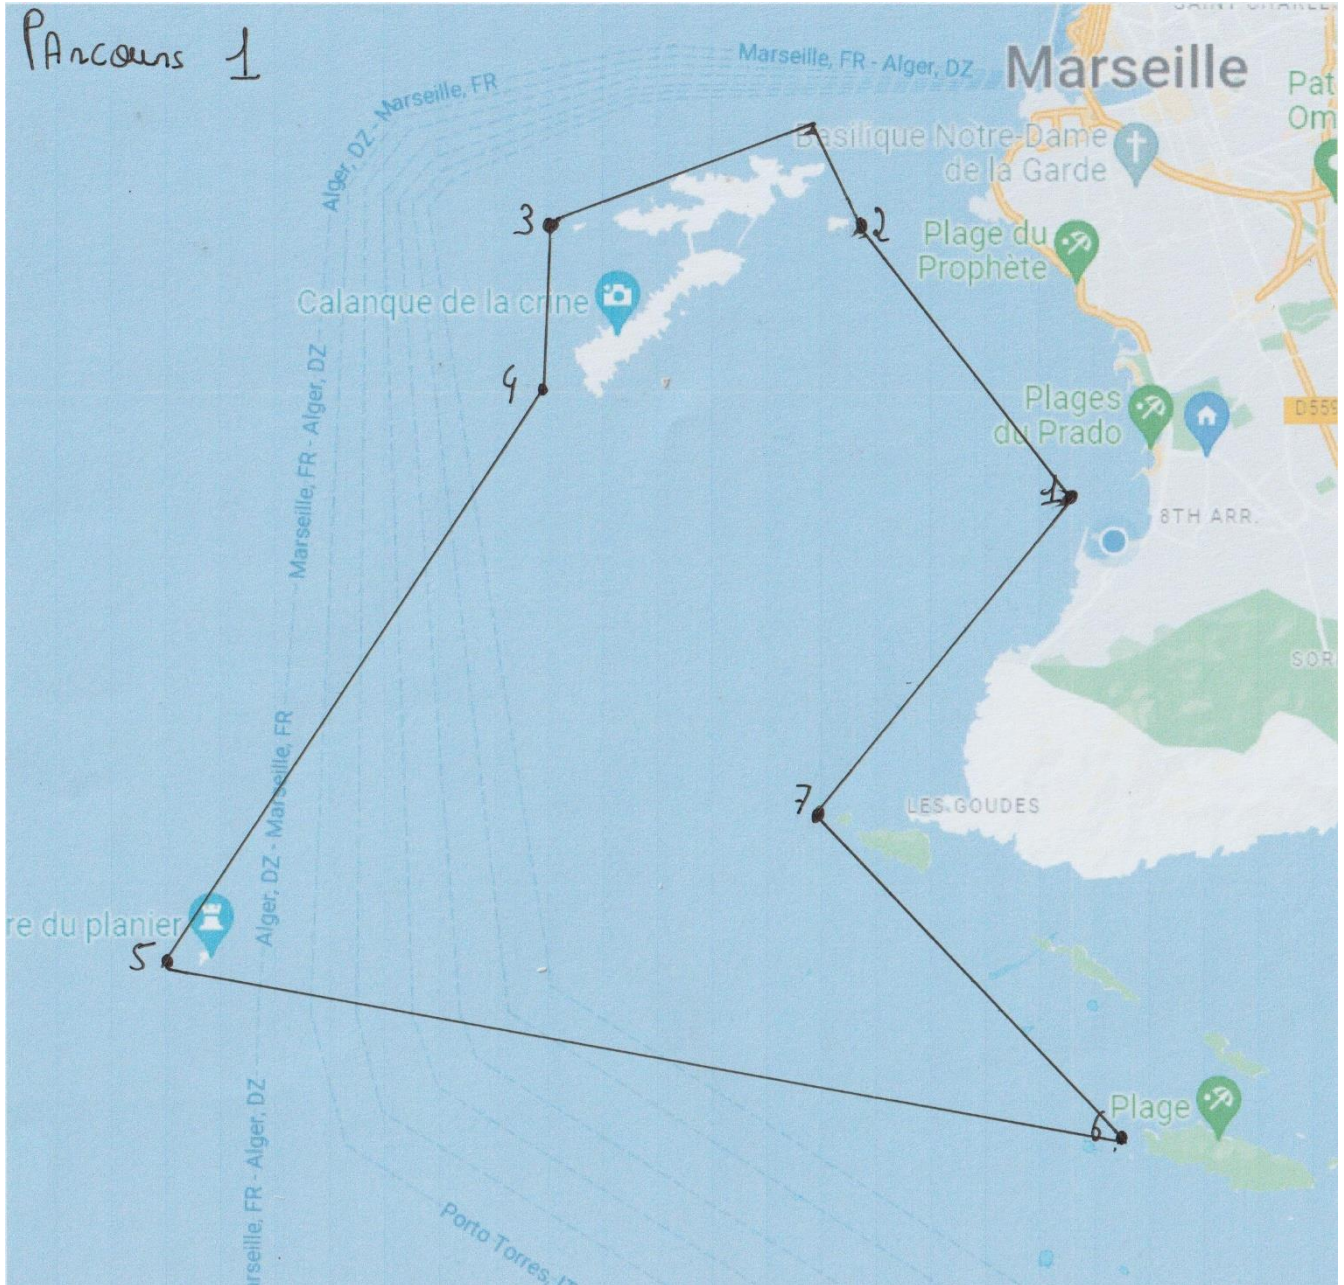 SAINT CHARLE
Parcours 1
Marseille, FR - Alger, DZ
Marseille
Alger, DZ - Marseille, FR
Pat
Om
Basilique Notre-Dame
de la Garde
3
2
Plage du
Prophète
Calanque de la crine
4
Plages
du Prado
D559
Marseille, FR - Alger, DZ
1
8TH ARR.
SOR
Alger, DZ - Marseille, FR
7
LES GOUDES
re du planier
5
6
Plage
Marseille, FR - Alger, DZ
Porto Torres, IT